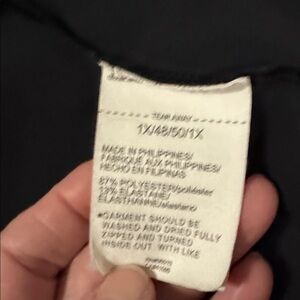 TEAR AWAY
1X/48/50/1X
MADE IN PHILIPPINES/
FABRIQUE AUX PHILIPPINES/
HECHO EN FILIPINAS
87% POLYESTER/poliéster
13% ELASTANE/
ELASTHANNE/elastano
•GARMENT SHOULD BE
WASHED AND DRIED FULLY
ZIPPED AND TURNED
INSIDE OUT WITH LIKE